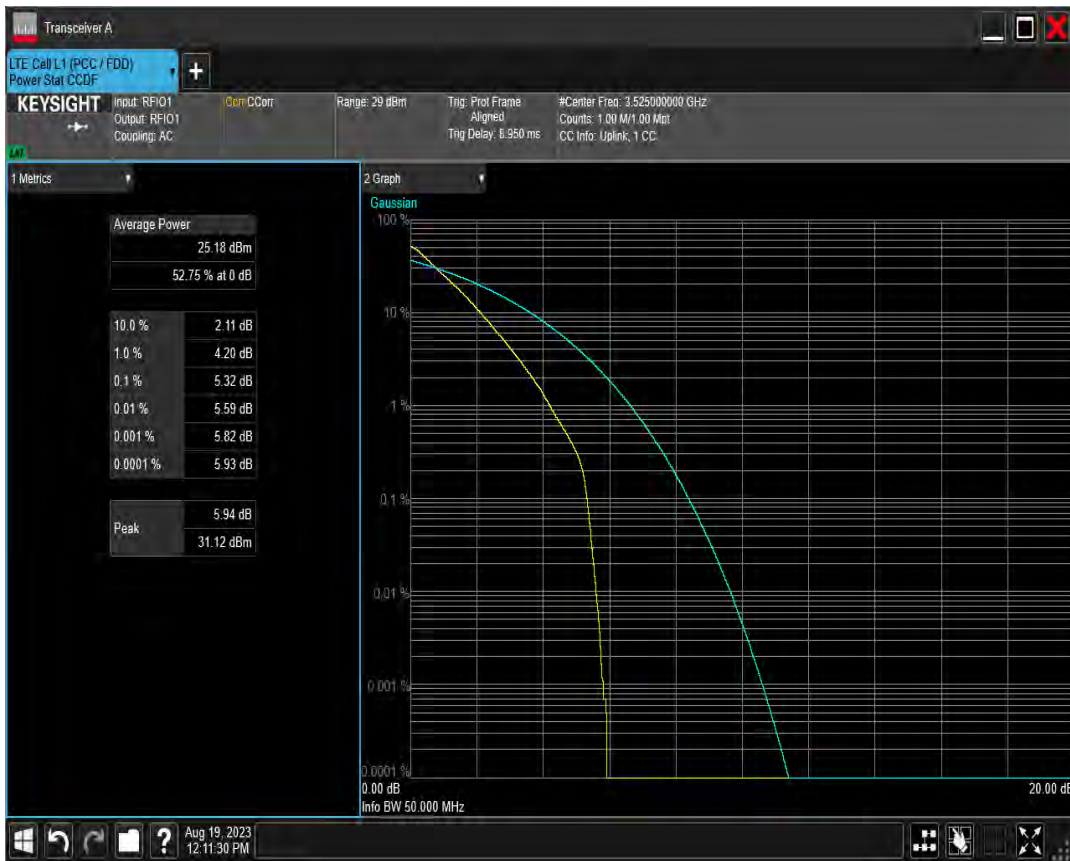 Transceiver A
LTE Cell L1 (PCC / FDD)
Power Stat CCDF
KEYSIGHT
LXI
Input: RFIO1
Output: RFIO1
Coupling: AC
Corr CCorr
Range: 29 dBm
Trig: Prot Frame
Aligned
Trig Delay: 8.950 ms
#Center Freq: 3.525000000 GHz
Counts: 1.00 M/1.00 Mpt
CC Info: Uplink, 1 CC
1 Metrics
Average Power
25.18 dBm
52.75 % at 0 dB
10.0 % 2.11 dB
1.0 % 4.20 dB
0.1 % 5.32 dB
0.01 % 5.59 dB
0.001 % 5.82 dB
0.0001 % 5.93 dB
Peak
5.94 dB
31.12 dBm
2 Graph
Gaussian
100 %
10 %
1 %
0.1 %
0.01 %
0.001 %
0.0001 %
0.00 dB
20.00 dB
Info BW 50.000 MHz
Aug 19, 2023
12:11:30 PM